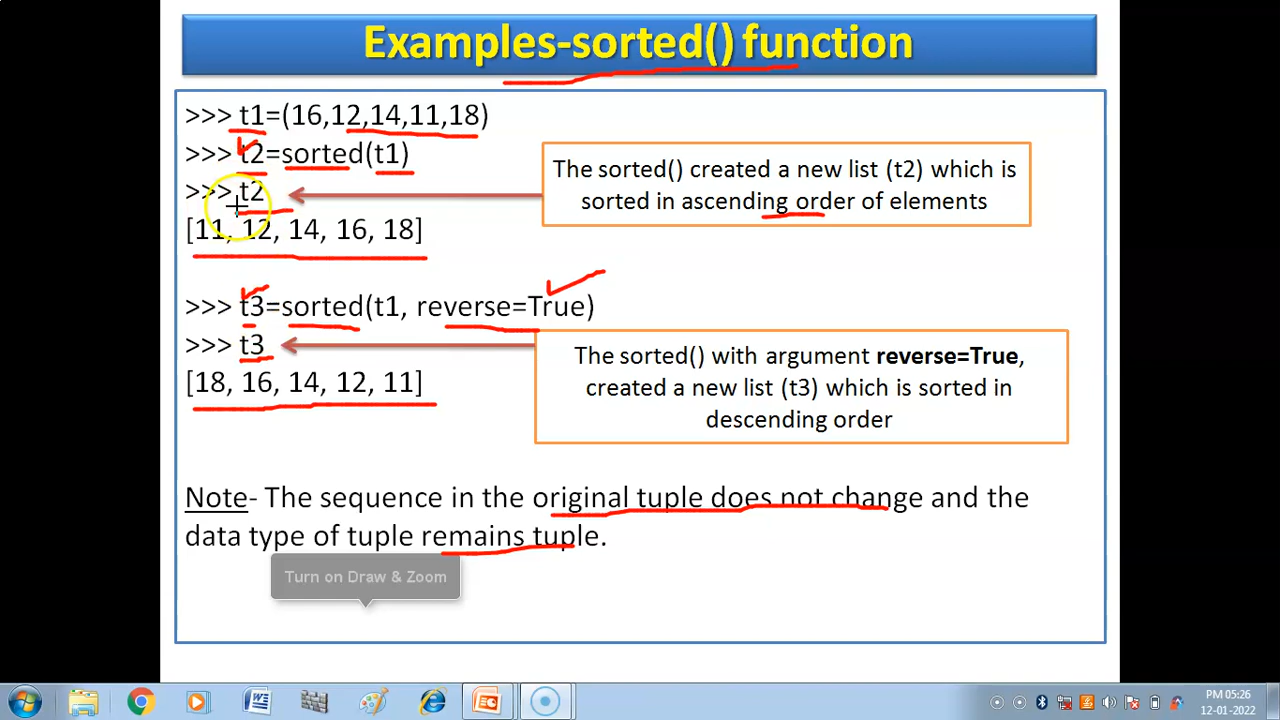 Examples-sorted() function
>>> t1=(16,12,14,11,18)
>>> t2=sorted(t1)
>>> t2
[11, 12, 14, 16, 18]
The sorted() created a new list (t2) which is
sorted in ascending order of elements
>>> t3=sorted(t1, reverse=True)
>>> t3
[18, 16, 14, 12, 11]
The sorted() with argument reverse=True,
created a new list (t3) which is sorted in
descending order
Note- The sequence in the original tuple does not change and the
data type of tuple remains tuple.
Turn on Draw & Zoom
PM 05:26
12-01-2022